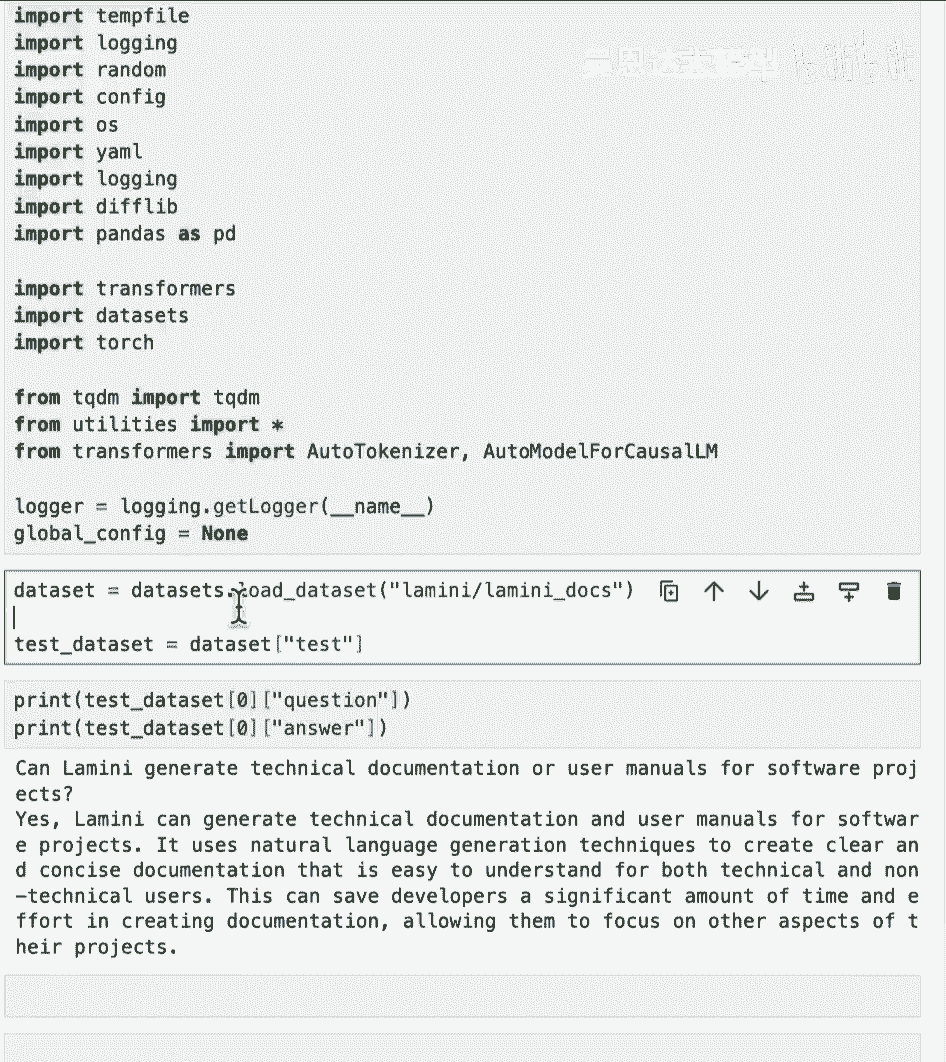 import tempfile
import logging
import random
import config
import os
import yaml
import logging
import difflib
import pandas as pd
import transformers
import datasets
import torch
from tqdm import tqdm
from utilities import *
from transformers import AutoTokenizer, AutoModelForCausalLM
logger = logging.getLogger(__name__)
global_config = None
dataset = datasets.load_dataset("lamini/lamini_docs")
test_dataset = dataset["test"]
print(test_dataset[0]["question"])
print(test_dataset[0]["answer"])
Can Lamini generate technical documentation or user manuals for software proj
ects?
Yes, Lamini can generate technical documentation and user manuals for softwar
e projects. It uses natural language generation techniques to create clear an
d concise documentation that is easy to understand for both technical and non
-technical users. This can save developers a significant amount of time and e
ffort in creating documentation, allowing them to focus on other aspects of t
heir projects.